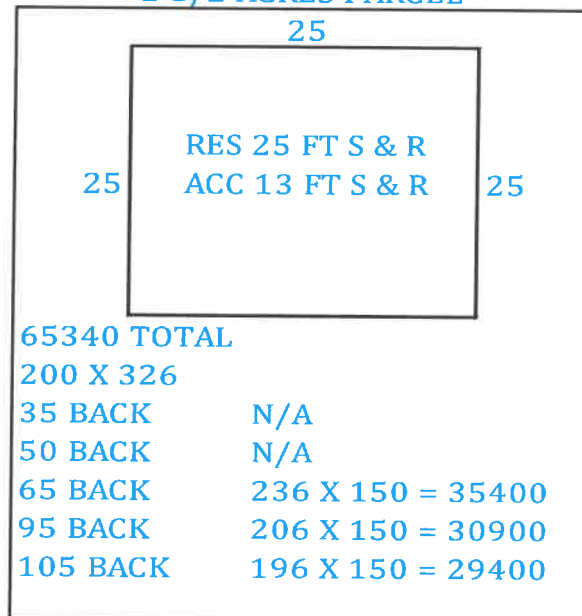 25
RES 25 FT S & R
25 ACC 13 FT S & R 25
65340 TOTAL
200 X 326
35 BACK N/A
50 BACK N/A
65 BACK 236 X 150 = 35400
95 BACK 206 X 150 = 30900
105 BACK 196 X 150 = 29400